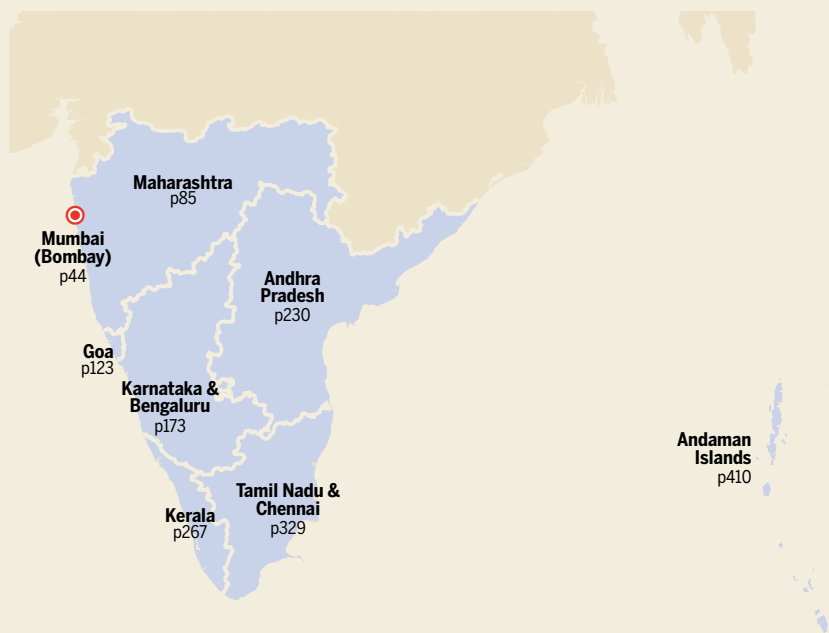 Maharashtra
p85
Mumbai
(Bombay)
p44
Andhra
Pradesh
p230
Goa
p123
Karnataka &
Bengaluru
p173
Andaman
Islands
p410
Tamil Nadu &
Chennai
p329
Kerala
p267